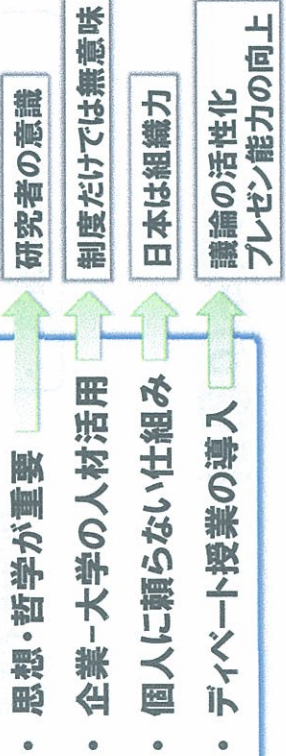 ・思想・哲学が重要
研究者の意識
・企業-大学の人材活用
制度だけでは無意味
・個人に頼らない仕組み
日本は組織力
・ディベート授業の導入
議論の活性化
プレゼン能力の向上